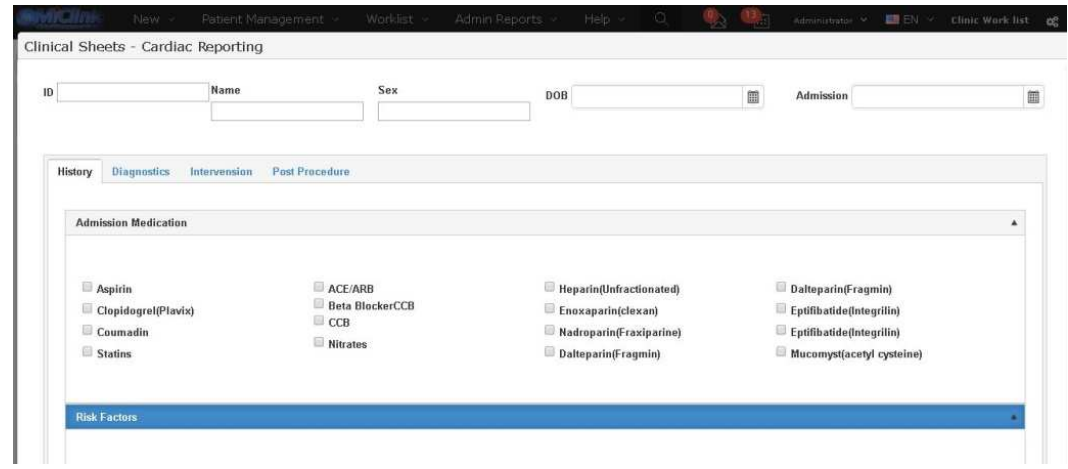 New Patient Management Worklist Admin Reports Help 0 13 Administrator EN Clinic Work list
Clinical Sheets - Cardiac Reporting
ID Name Sex DOB Admission
History Diagnostics Intervension Post Procedure
Admission Medication
Aspirin ACE/ARB Heparin(Unfractionated) Dalteparin(Fragmin)
Clopidogrel(Plavix) Beta BlockerCCB Enoxaparin(clexan) Eptifibatide(Integrilin)
Coumadin CCB Nadroparin(Fraxiparine) Eptifibatide(Integrilin)
Statins Nitrates Dalteparin(Fragmin) Mucomyst(acetyl cysteine)
Risk Factors